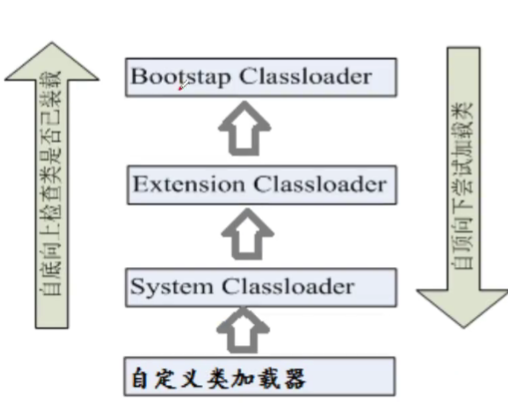 自底向上检查类是否已装载
Bootstap Classloader
Extension Classloader
System Classloader
自定义类加载器
自顶向下尝试加载类